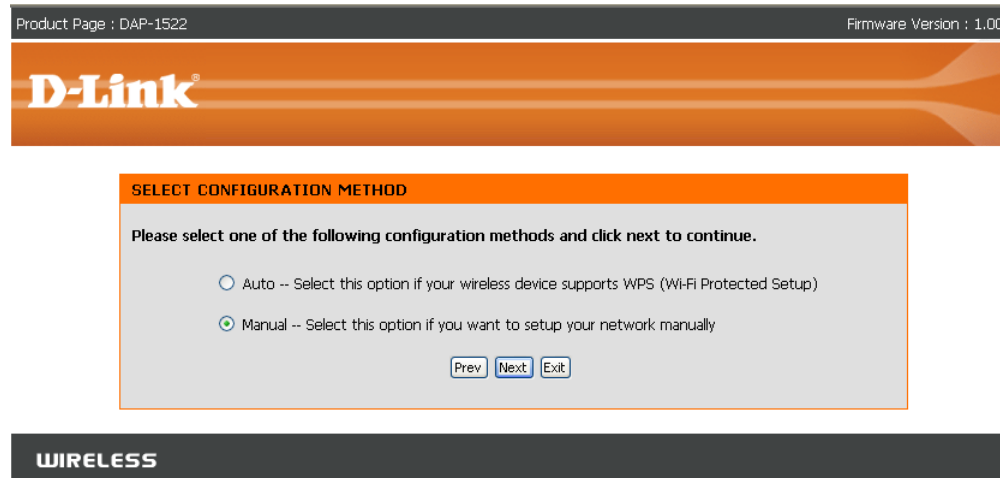 Product Page : DAP-1522
Firmware Version : 1.00
D-Link®
SELECT CONFIGURATION METHOD
Please select one of the following configuration methods and click next to continue.
Auto -- Select this option if your wireless device supports WPS (Wi-Fi Protected Setup)
Manual -- Select this option if you want to setup your network manually
Prev Next Exit
WIRELESS